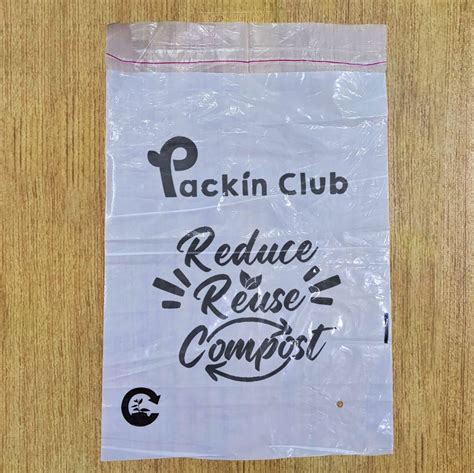 Packin Club
Reduce
Reuse
Compost